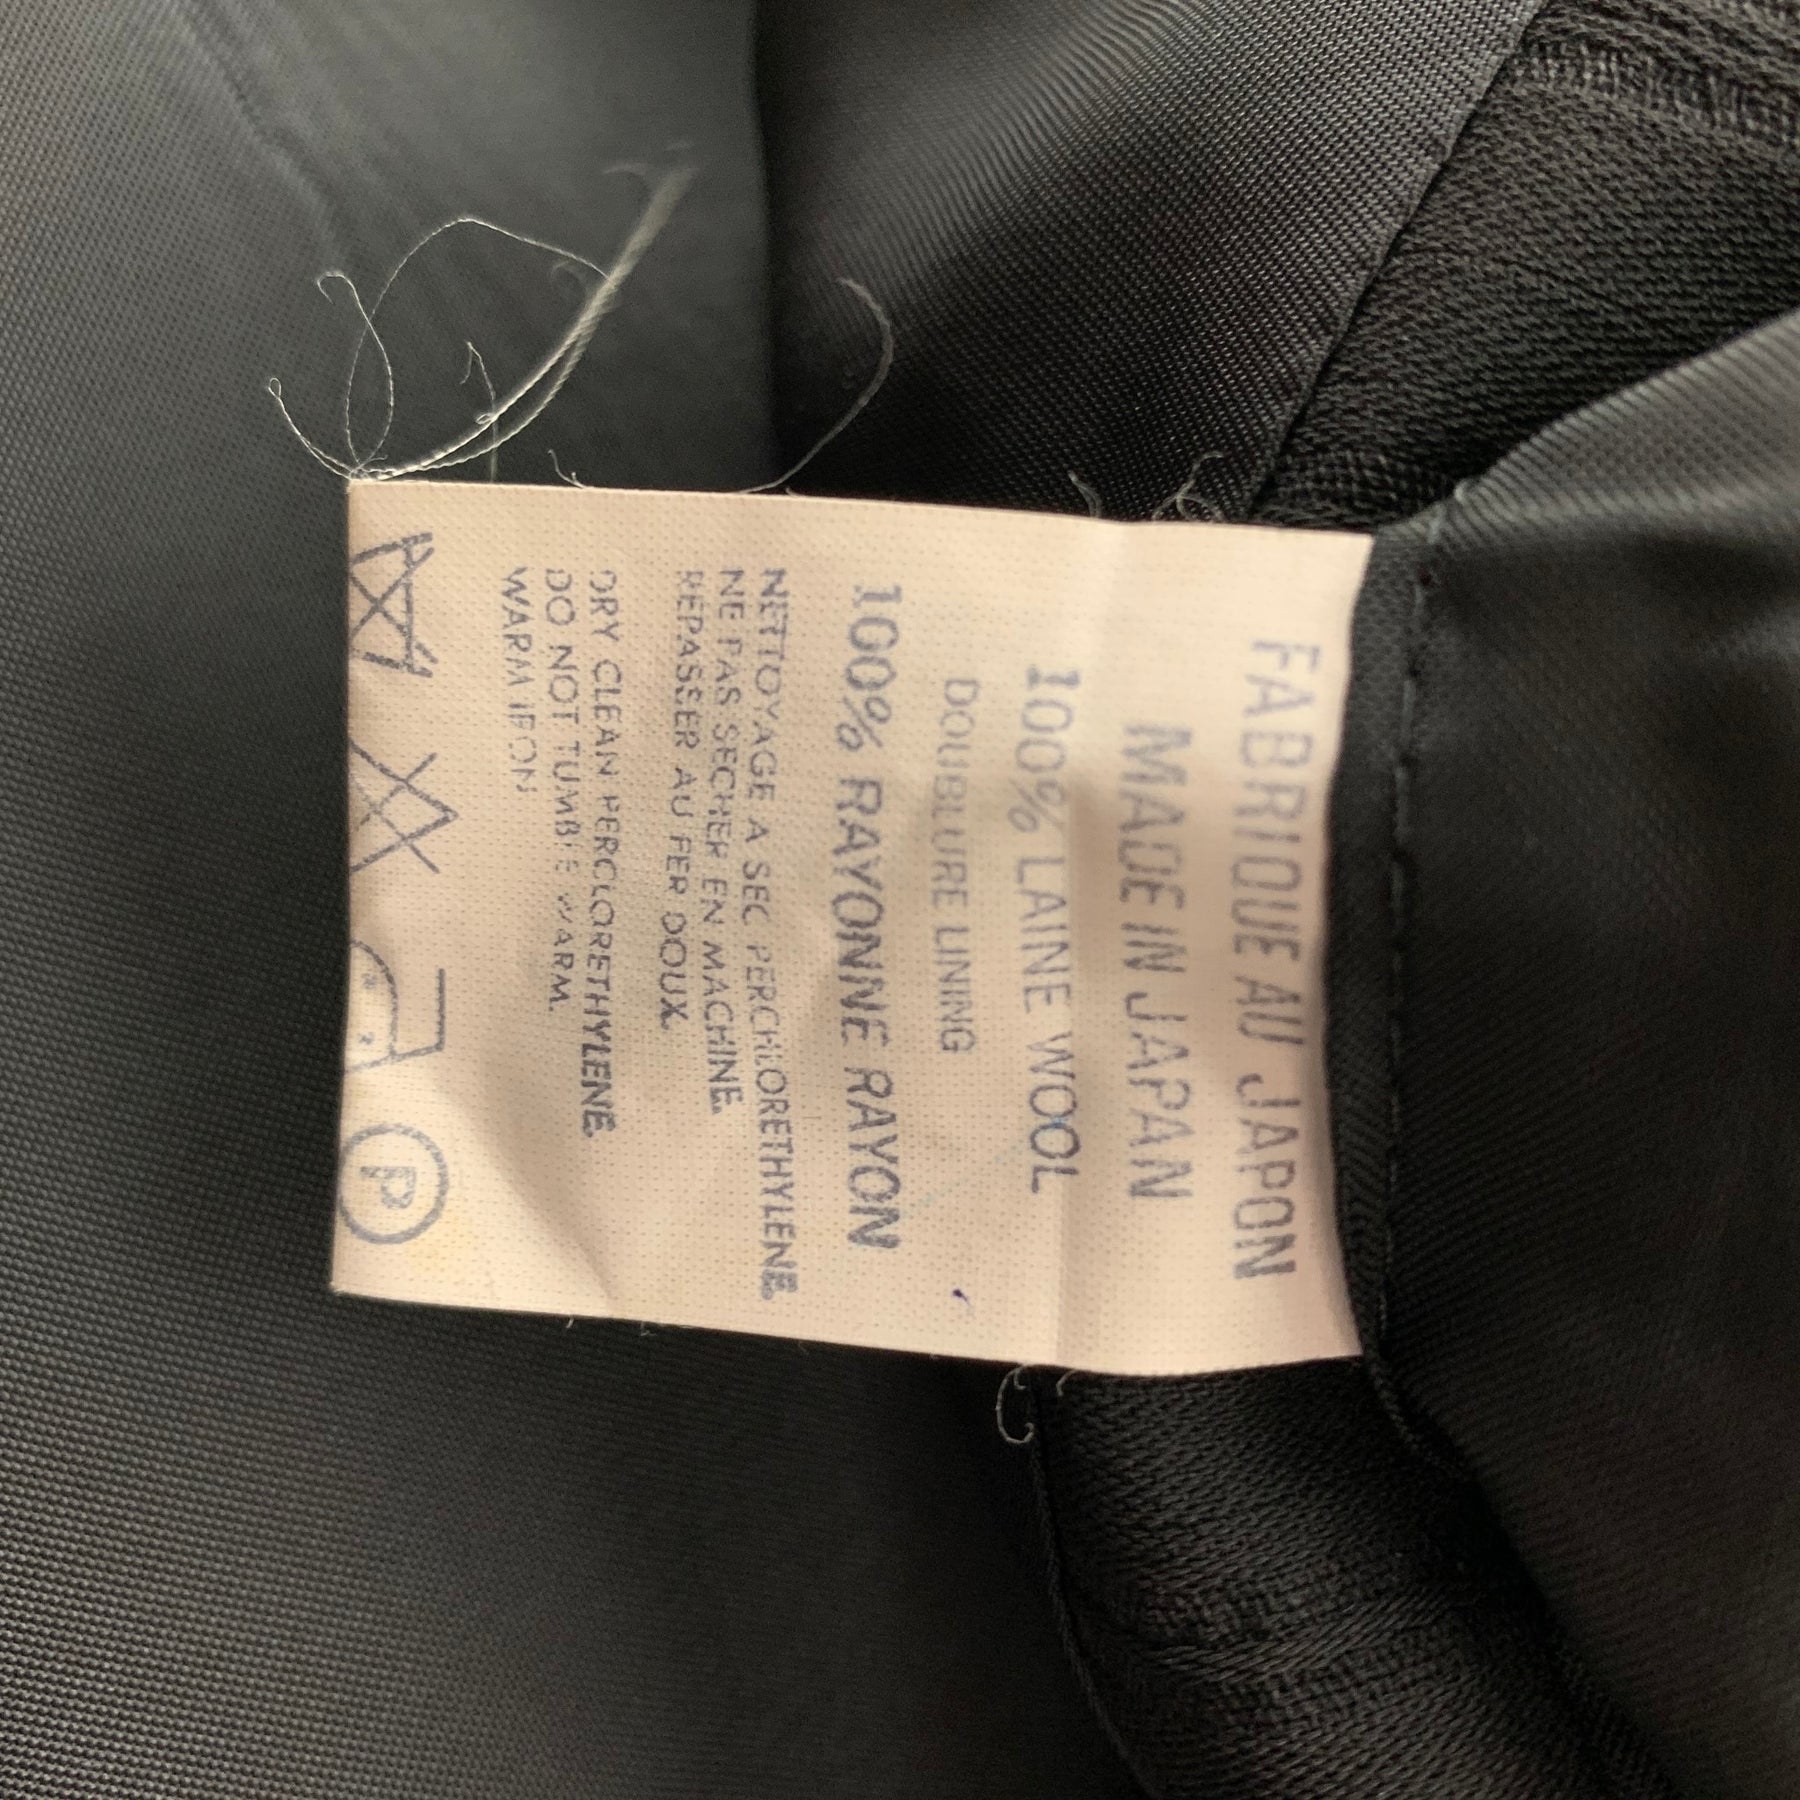 FABRIQUE AU JAPON
MADE IN JAPAN
100% LAINE WOOL
DOUBLURE LINING
100% RAYONNE RAYON
NETTOYAGE A SEC PERCHLORETHYLENE.
NE PAS SECHER EN MACHINE.
REPASSER AU FER DOUX.
DRY CLEAN PERCLORETHYLENE.
DO NOT TUMBLE WARM.
WARM IRON
P